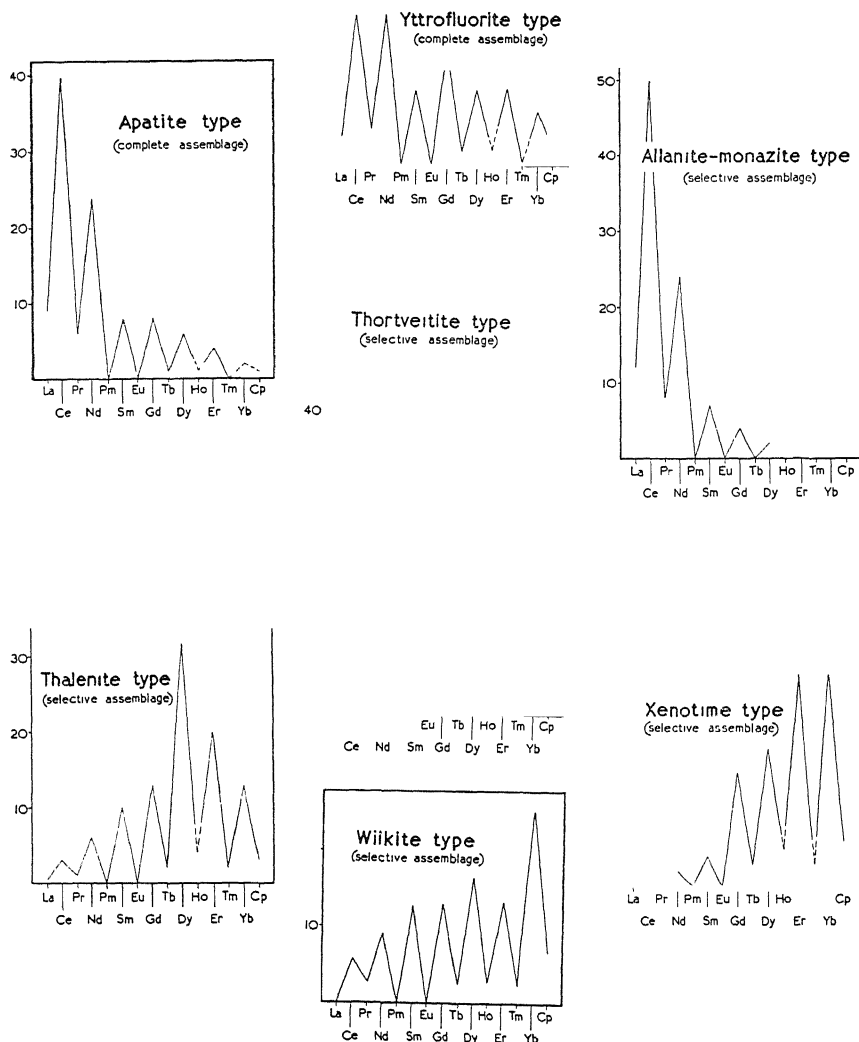 Yttrofluorite type
(complete assembage)
La Pr Pm Eu Tb Ho Tm Cp
Ce Nd Sm Gd Dy Er Yb
40
30
20
10
Apatite type
(complete assemblage)
La Pr Pm Eu Tb Ho Tm Cp
Ce Nd Sm Gd Dy Er Yb
50
40
30
20
10
Allanite-monazite type
(selective assemblage)
La Pr Pm Eu Tb Ho Tm Cp
Ce Nd Sm Gd Dy Er Yb
Thortveitite type
(selective assemblage)
40
Eu Tb Ho Tm Cp
Ce Nd Sm Gd Dy Er Yb
30
20
10
Thalenite type
(selective assemblage)
La Pr Pm Eu Tb Ho Tm Cp
Ce Nd Sm Gd Dy Er Yb
Wiikite type
(selective assemblage)
10
La Pr Pm Eu Tb Ho Tm Cp
Ce Nd Sm Gd Dy Er Yb
Xenotime type
(selective assemblage)
La Pr Pm Eu Tb Ho Cp
Ce Nd Sm Gd Dy Er Yb